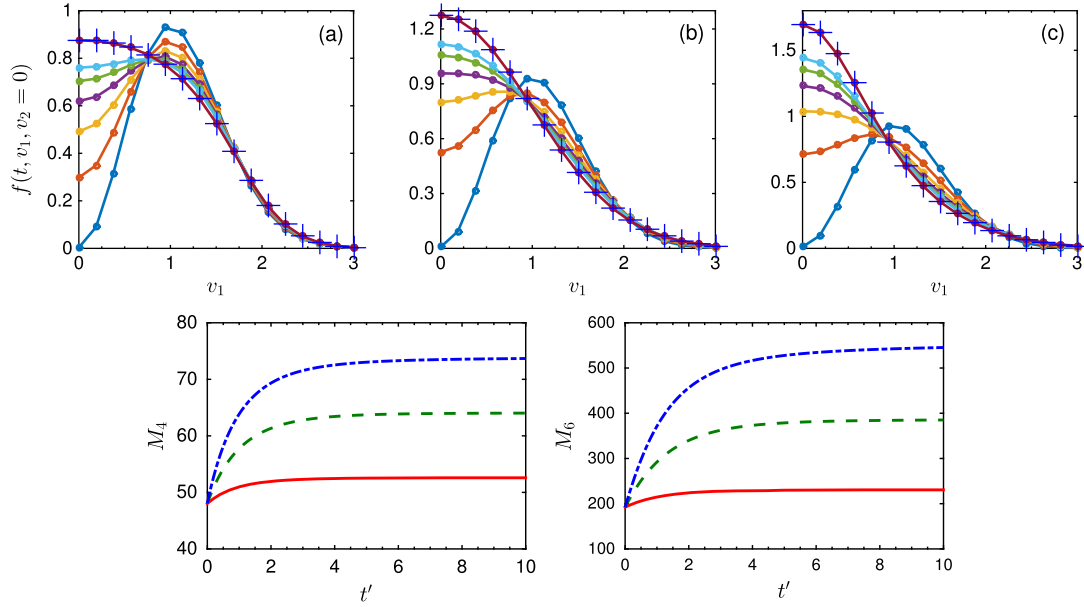 (a)
f(t, v₁, v₂ = 0)
1
0.8
0.6
0.4
0.2
0
0 1 2 3
v₁
(b)
1.2
0.9
0.6
0.3
0
0 1 2 3
v₁
(c)
1.5
1
0.5
0
0 1 2 3
v₁
M₄
80
70
60
50
40
0 2 4 6 8 10
t′
M₆
600
500
400
300
200
100
0 2 4 6 8 10
t′